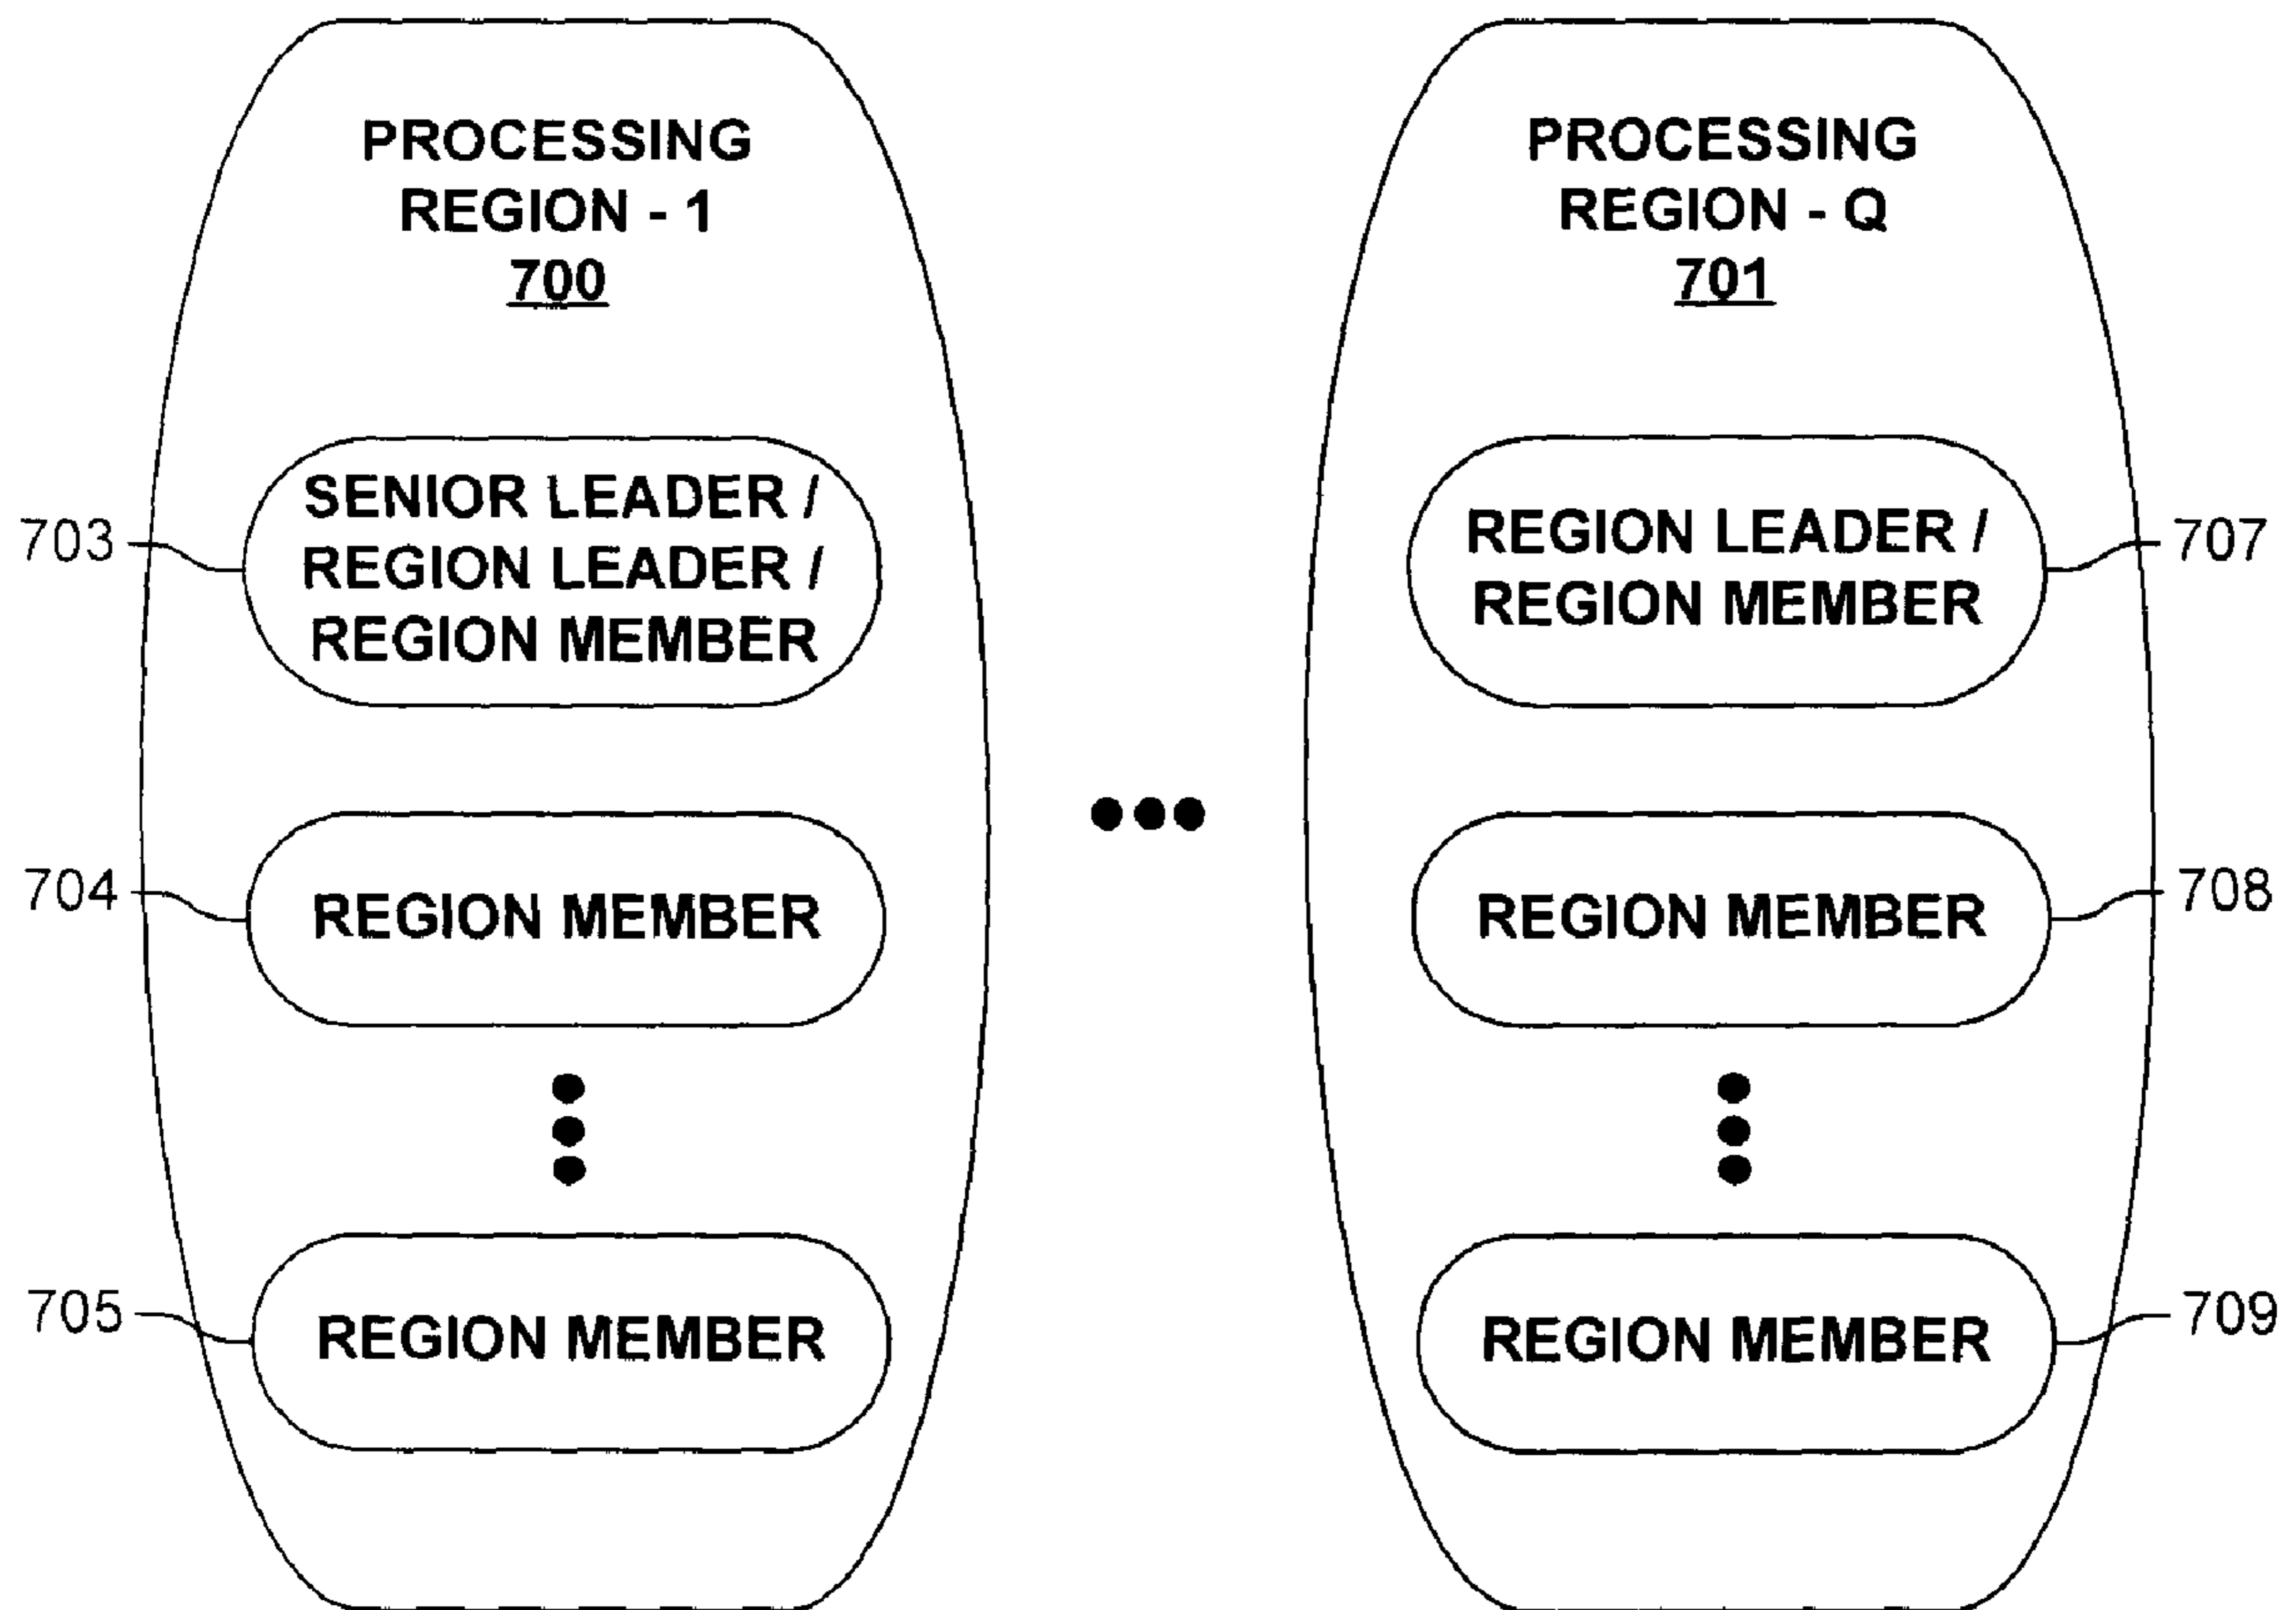 PROCESSING
REGION - 1
700
703
SENIOR LEADER /
REGION LEADER /
REGION MEMBER
704
REGION MEMBER
705
REGION MEMBER
PROCESSING
REGION - Q
701
REGION LEADER /
REGION MEMBER
707
REGION MEMBER
708
REGION MEMBER
709